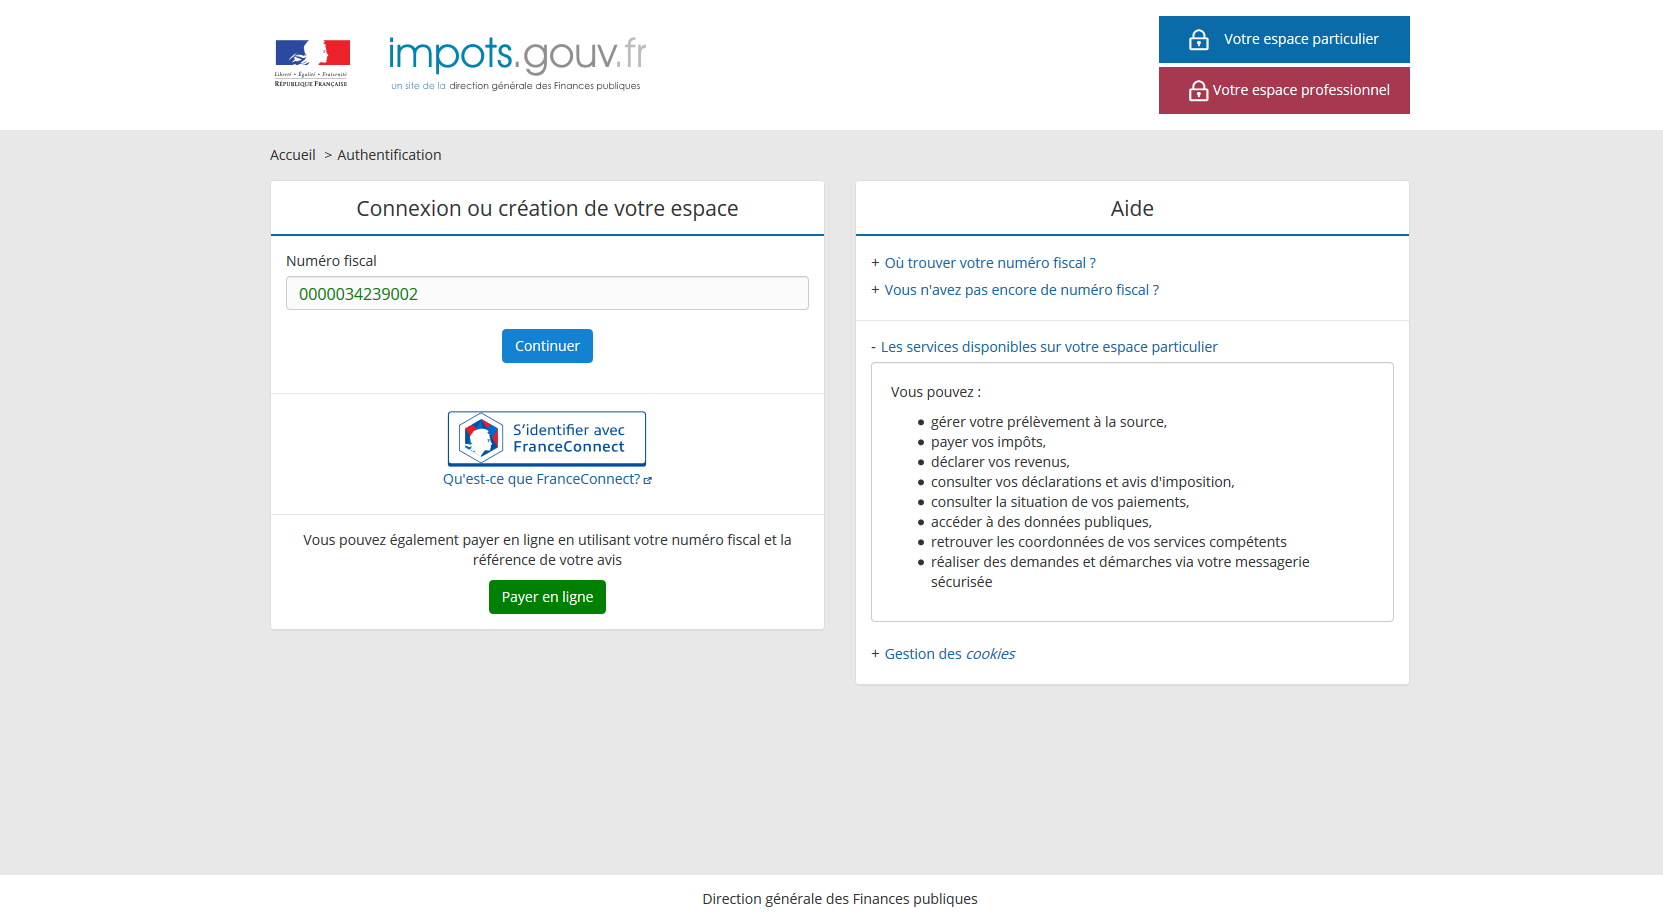 Liberté • Égalité • Fraternité
RÉPUBLIQUE FRANÇAISE
impots.gouv.fr
un site de la direction générale des Finances publiques
Votre espace particulier
Votre espace professionnel
Accueil > Authentification
Connexion ou création de votre espace
Numéro fiscal
0000034239002
Continuer
S'identifier avec
FranceConnect
Qu'est-ce que FranceConnect?
Vous pouvez également payer en ligne en utilisant votre numéro fiscal et la
référence de votre avis
Payer en ligne
Aide
+ Où trouver votre numéro fiscal ?
+ Vous n'avez pas encore de numéro fiscal ?
- Les services disponibles sur votre espace particulier
Vous pouvez :
• gérer votre prélèvement à la source,
• payer vos impôts,
• déclarer vos revenus,
• consulter vos déclarations et avis d'imposition,
• consulter la situation de vos paiements,
• accéder à des données publiques,
• retrouver les coordonnées de vos services compétents
• réaliser des demandes et démarches via votre messagerie
sécurisée
+ Gestion des cookies
Direction générale des Finances publiques